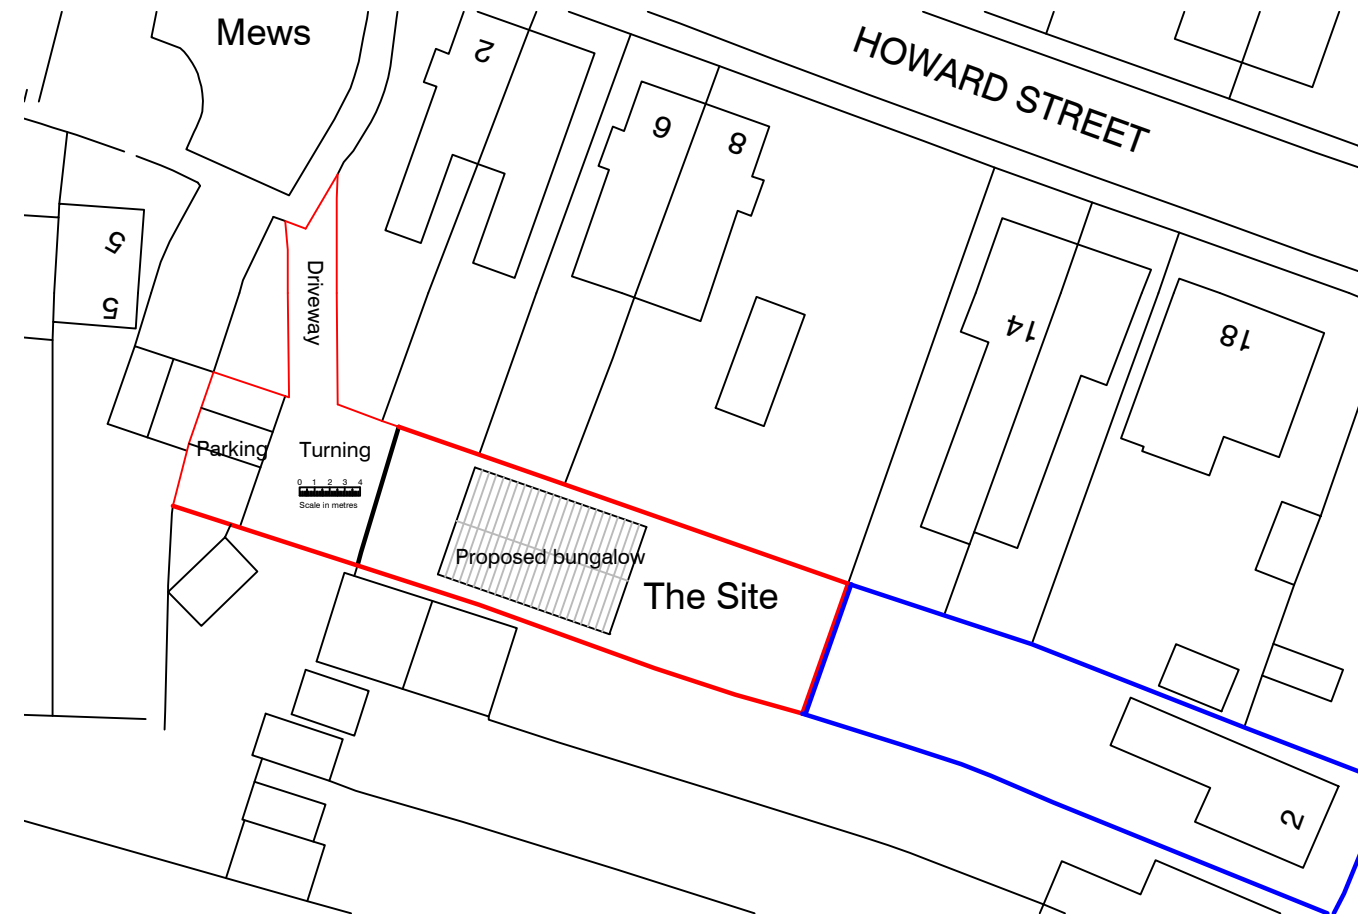 Mews
HOWARD STREET
2
6
8
5
5
Driveway
14
18
Parking
Turning
0 1 2 3 4
Scale in metres
Proposed bungalow
The Site
2